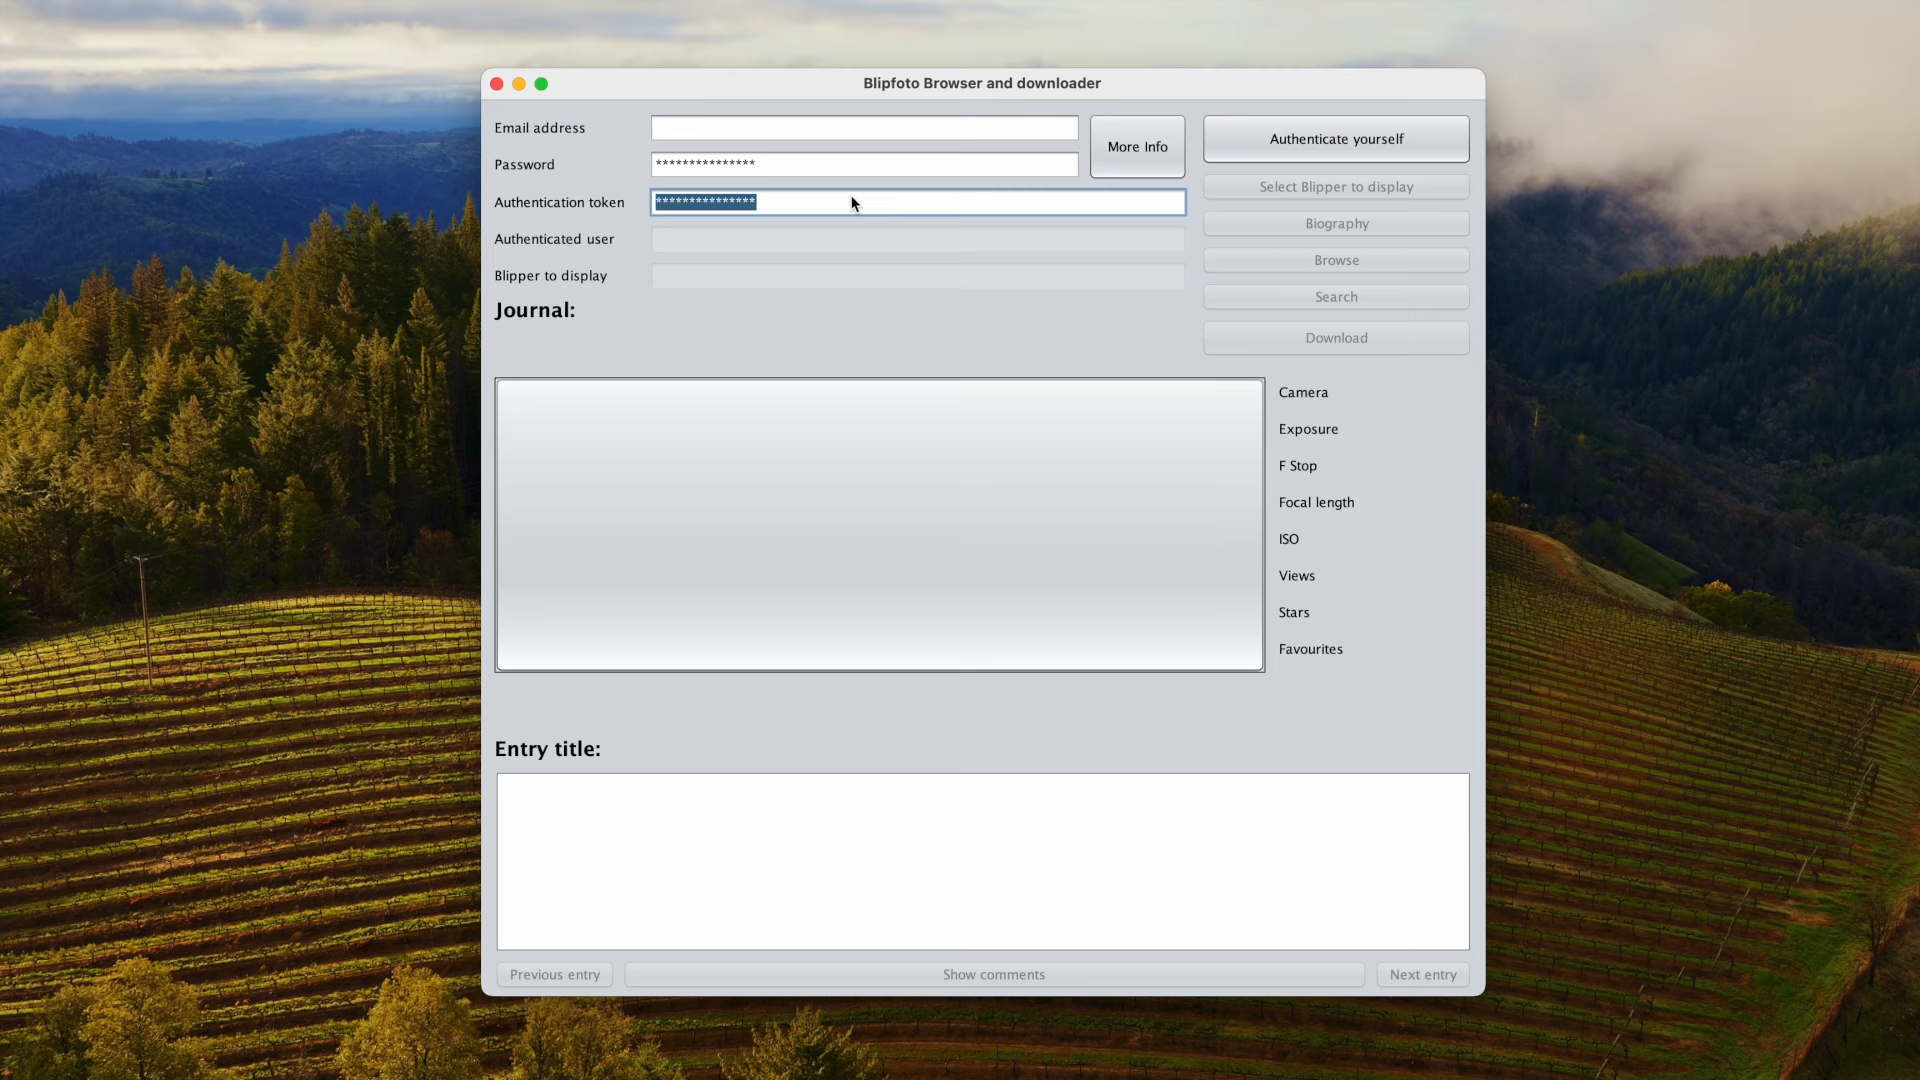 Blipfoto Browser and downloader
Email address
Password ***************
More Info
Authenticate yourself
Authentication token ***************
Select Blipper to display
Authenticated user
Biography
Blipper to display
Browse
Journal:
Search
Download
Camera
Exposure
F Stop
Focal length
ISO
Views
Stars
Favourites
Entry title:
Previous entry
Show comments
Next entry